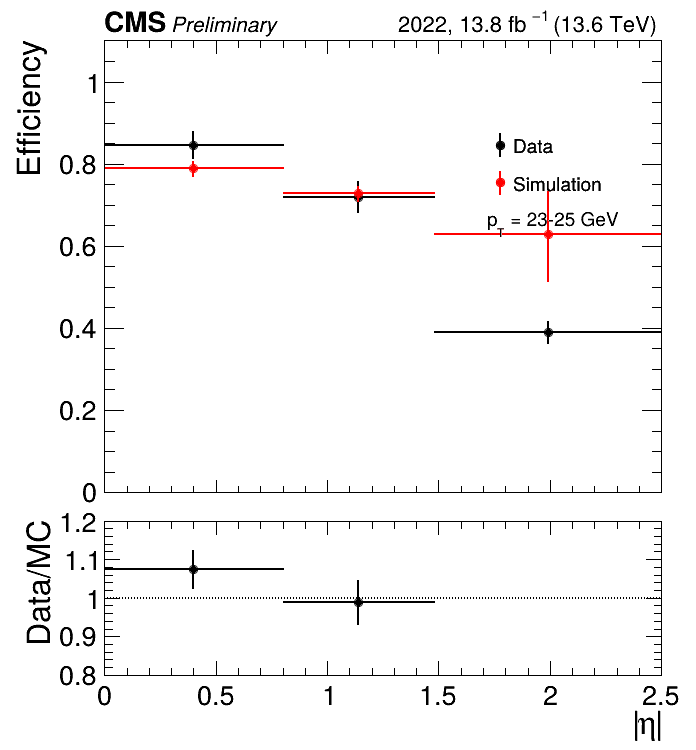 CMS Preliminary 2022, 13.8 fb⁻¹ (13.6 TeV)
Efficiency
1
0.8
0.6
0.4
0.2
0
Data
Simulation
p_T = 23-25 GeV
Data/MC
1.2
1.1
1
0.9
0.8
0 0.5 1 1.5 2 2.5
|η|